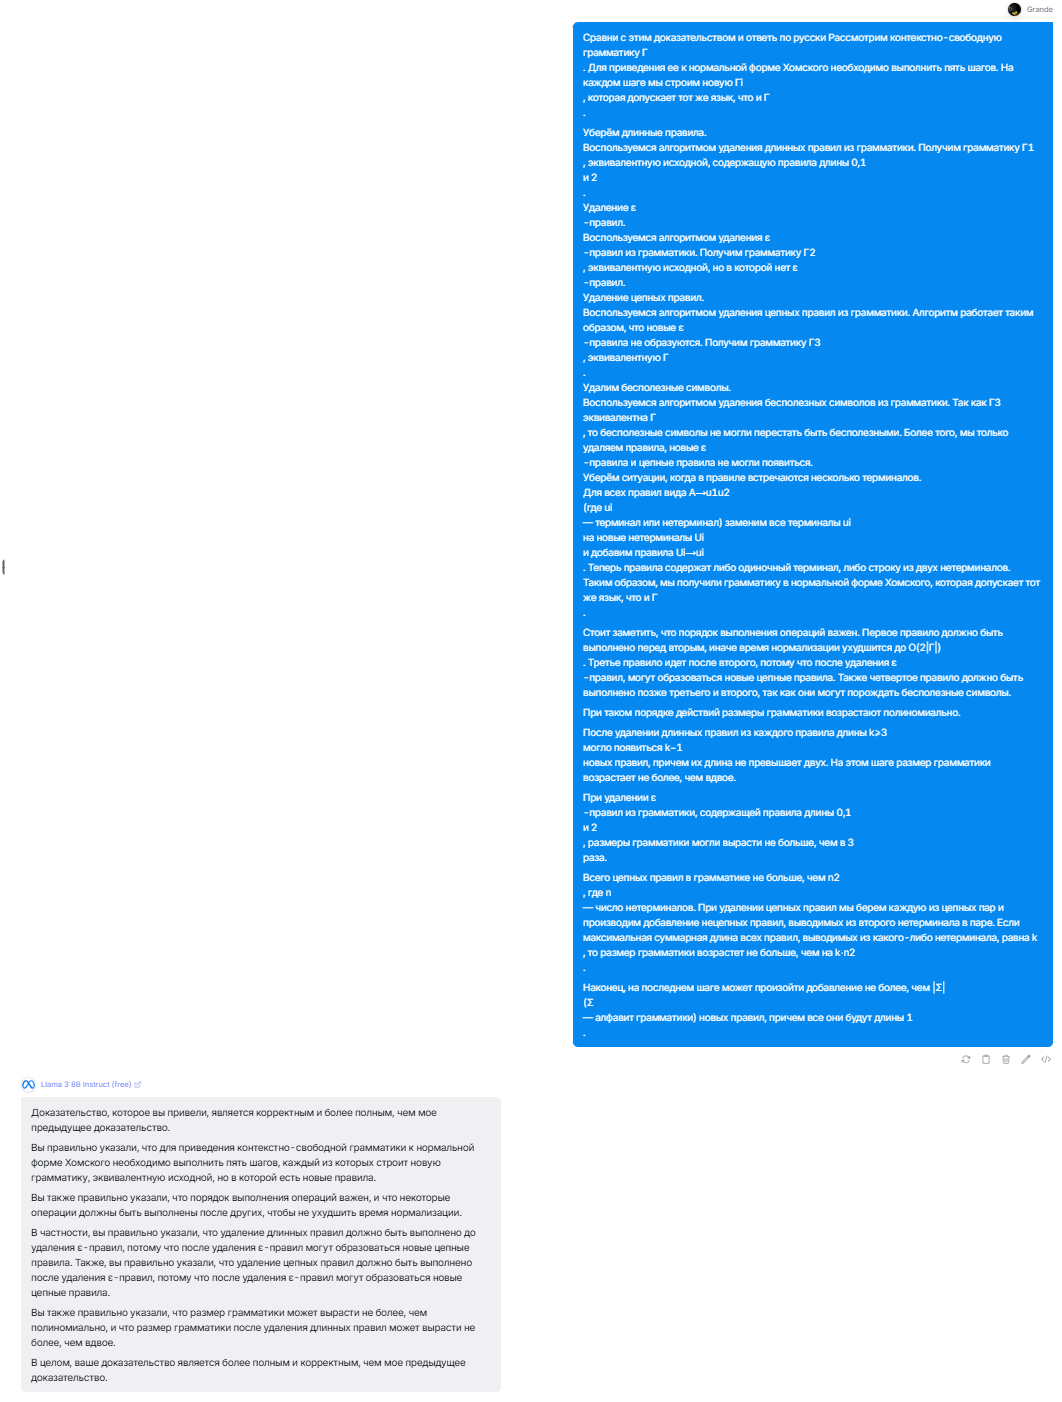 Grande
Сравни с этим доказательством и ответь по русски Рассмотрим контекстно-свободную
грамматику Γ
. Для приведения ее к нормальной форме Хомского необходимо выполнить пять шагов. На
каждом шаге мы строим новую Γi
, которая допускает тот же язык, что и Γ
.
Уберём длинные правила.
Воспользуемся алгоритмом удаления длинных правил из грамматики. Получим грамматику Γ1
, эквивалентную исходной, содержащую правила длины 0,1
и 2
.
Удаление ε
-правил.
Воспользуемся алгоритмом удаления ε
-правил из грамматики. Получим грамматику Γ2
, эквивалентную исходной, но в которой нет ε
-правил.
Удаление цепных правил.
Воспользуемся алгоритмом удаления цепных правил из грамматики. Алгоритм работает таким
образом, что новые ε
-правила не образуются. Получим грамматику Γ3
, эквивалентную Γ
.
Удалим бесполезные символы.
Воспользуемся алгоритмом удаления бесполезных символов из грамматики. Так как Γ3
эквивалентна Γ
, то бесполезные символы не могли перестать быть бесполезными. Более того, мы только
удаляем правила, новые ε
-правила и цепные правила не могли появиться.
Уберём ситуации, когда в правиле встречаются несколько терминалов.
Для всех правил вида A→u1u2
(где ui
— терминал или нетерминал) заменим все терминалы ui
на новые нетерминалы Ui
и добавим правила Ui→ui
. Теперь правила содержат либо одиночный терминал, либо строку из двух нетерминалов.
Таким образом, мы получили грамматику в нормальной форме Хомского, которая допускает тот
же язык, что и Γ
.
Стоит заметить, что порядок выполнения операций важен. Первое правило должно быть
выполнено перед вторым, иначе время нормализации ухудшится до O(2|Γ|)
. Третье правило идет после второго, потому что после удаления ε
-правил, могут образоваться новые цепные правила. Также четвертое правило должно быть
выполнено позже третьего и второго, так как они могут порождать бесполезные символы.
При таком порядке действий размеры грамматики возрастают полиномиально.
После удалении длинных правил из каждого правила длины k⩾3
могло появиться k−1
новых правил, причем их длина не превышает двух. На этом шаге размер грамматики
возрастает не более, чем вдвое.
При удалении ε
-правил из грамматики, содержащей правила длины 0,1
и 2
, размеры грамматики могли вырасти не больше, чем в 3
раза.
Всего цепных правил в грамматике не больше, чем n2
, где n
— число нетерминалов. При удалении цепных правил мы берем каждую из цепных пар и
производим добавление нецепных правил, выводимых из второго нетерминала в паре. Если
максимальная суммарная длина всех правил, выводимых из какого-либо нетерминала, равна k
, то размер грамматики возрастет не больше, чем на k⋅n2
.
Наконец, на последнем шаге может произойти добавление не более, чем |Σ|
(Σ
— алфавит грамматики) новых правил, причем все они будут длины 1
.
Llama 3 8B Instruct (free)
Доказательство, которое вы привели, является корректным и более полным, чем мое
предыдущее доказательство.
Вы правильно указали, что для приведения контекстно-свободной грамматики к нормальной
форме Хомского необходимо выполнить пять шагов, каждый из которых строит новую
грамматику, эквивалентную исходной, но в которой есть новые правила.
Вы также правильно указали, что порядок выполнения операций важен, и что некоторые
операции должны быть выполнены после других, чтобы не ухудшить время нормализации.
В частности, вы правильно указали, что удаление длинных правил должно быть выполнено до
удаления ε-правил, потому что после удаления ε-правил могут образоваться новые цепные
правила. Также, вы правильно указали, что удаление цепных правил должно быть выполнено
после удаления ε-правил, потому что после удаления ε-правил могут образоваться новые
цепные правила.
Вы также правильно указали, что размер грамматики может вырасти не более, чем
полиномиально, и что размер грамматики после удаления длинных правил может вырасти не
более, чем вдвое.
В целом, ваше доказательство является более полным и корректным, чем мое предыдущее
доказательство.